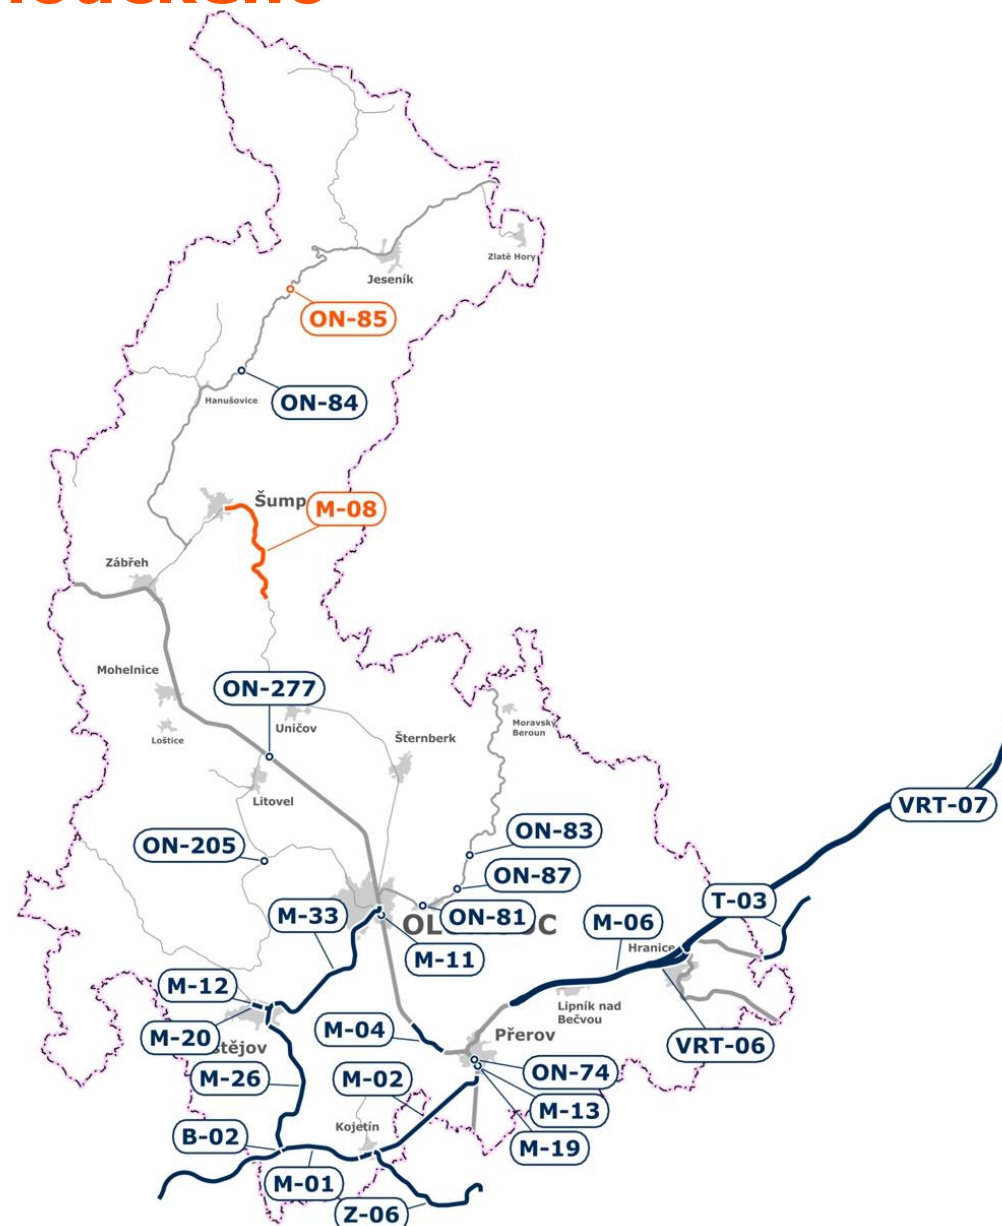 Zlaté Hory
Jeseník
ON-85
ON-84
Hanušovice
Šump
M-08
Zábřeh
Mohelnice
ON-277
Loštice
Uničov
Moravský
Beroun
Šternberk
Litovel
VRT-07
ON-83
ON-205
ON-87
T-03
M-33
ON-81
M-06
OL
OC
Hranice
M-11
M-12
Lipník nad
Bečvou
M-20
M-04
Přerov
VRT-06
stějov
ON-74
M-26
M-02
M-13
Kojetín
B-02
M-19
M-01
Z-06